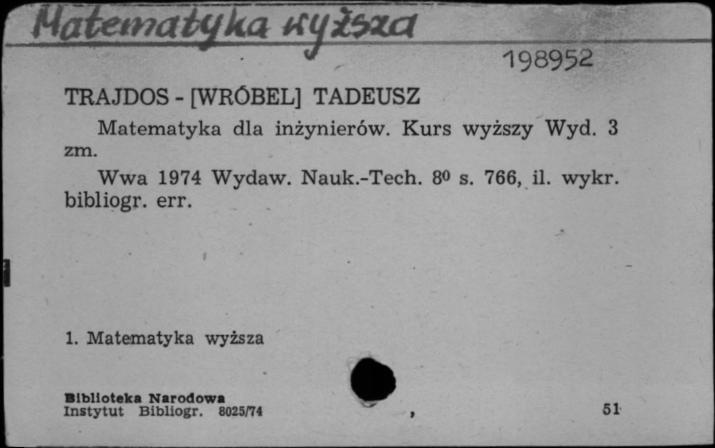 Matematyka wyższa
198952
TRAJDOS - [WRÓBEL] TADEUSZ
Matematyka dla inżynierów. Kurs wyższy Wyd. 3
zm.
Wwa 1974 Wydaw. Nauk.-Tech. 8⁰ s. 766, il. wykr.
bibliogr. err.
1. Matematyka wyższa
Biblioteka Narodowa
Instytut Bibliogr. 8025/74
51